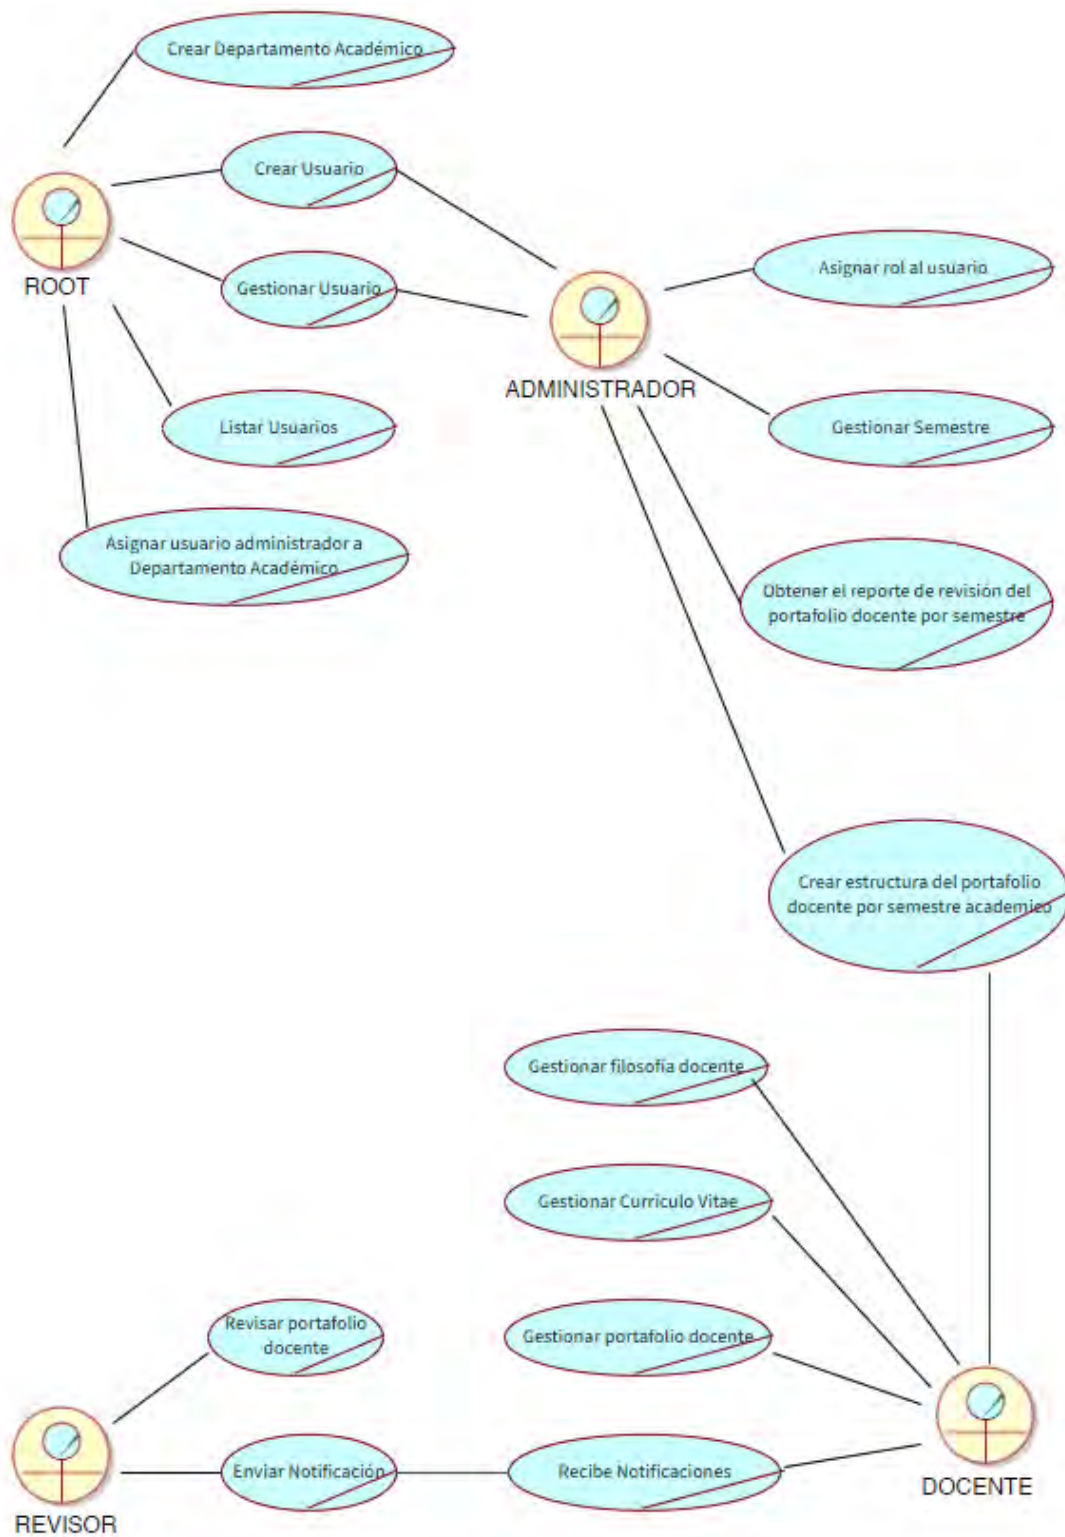 Crear Departamento Académico
Crear Usuario
ROOT
Gestionar Usuario
Asignar rol al usuario
ADMINISTRADOR
Listar Usuarios
Gestionar Semestre
Asignar usuario administrador a
Departamento Académico
Obtener el reporte de revisión del
portafolio docente por semestre
Crear estructura del portafolio
docente por semestre academico
Gestionar filosofía docente
Gestionar Curriculo Vitae
Revisar portafolio
docente
Gestionar portafolio docente
Enviar Notificación
Recibe Notificaciones
DOCENTE
REVISOR